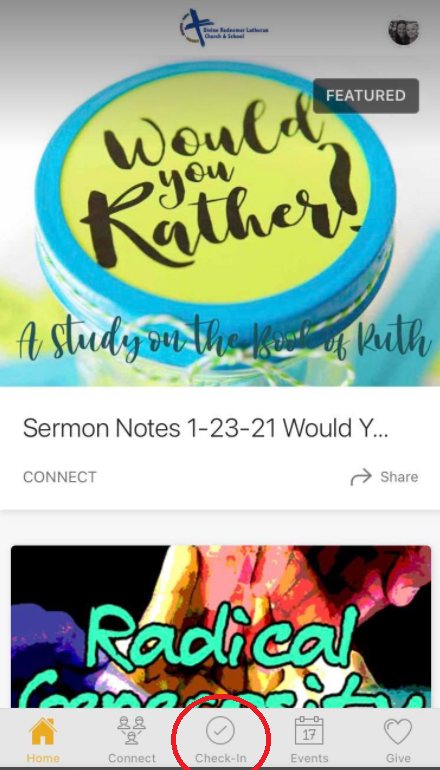 Divine Redeemer Lutheran
Church & School
FEATURED
Would
you
Rather?
A Study on the Book of Ruth
Sermon Notes 1-23-21 Would Y...
CONNECT
Share
Radical
Generosity
Home
Connect
Check-In
17
Events
Give